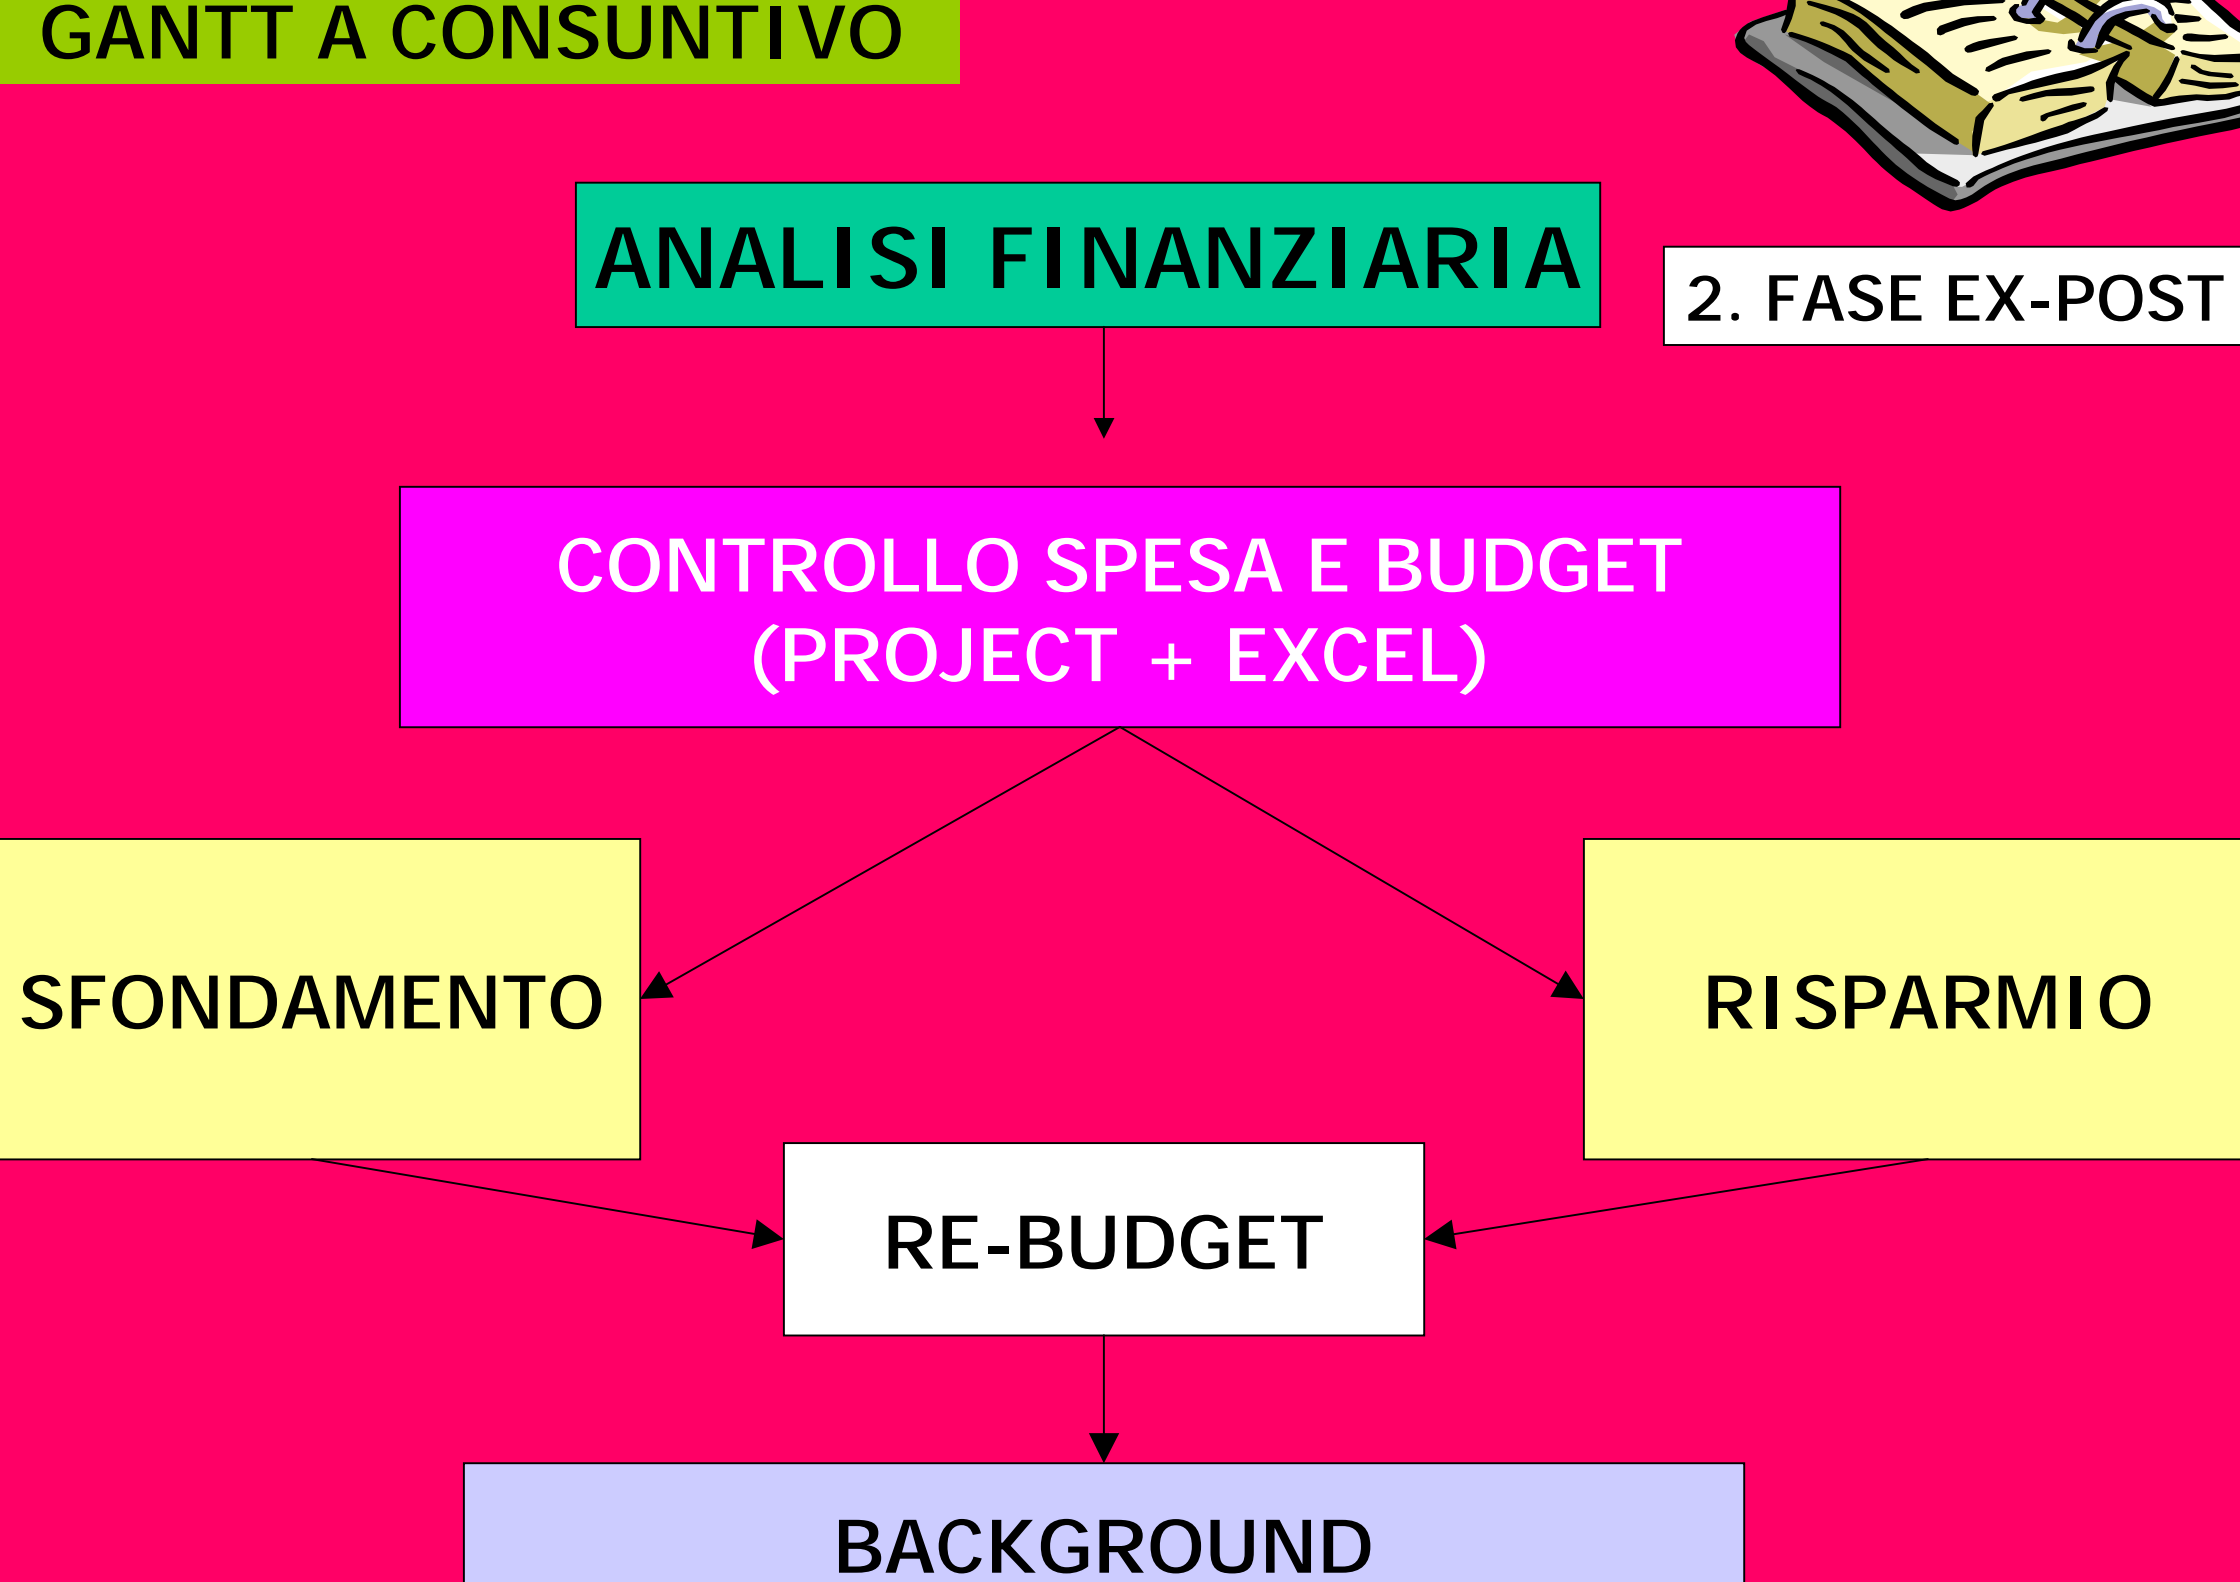 GANTT A CONSUNTIVO
ANALISI FINANZIARIA
2. FASE EX-POST
CONTROLLO SPESA E BUDGET
(PROJECT + EXCEL)
SFONDAMENTO
RISPARMIO
RE-BUDGET
BACKGROUND